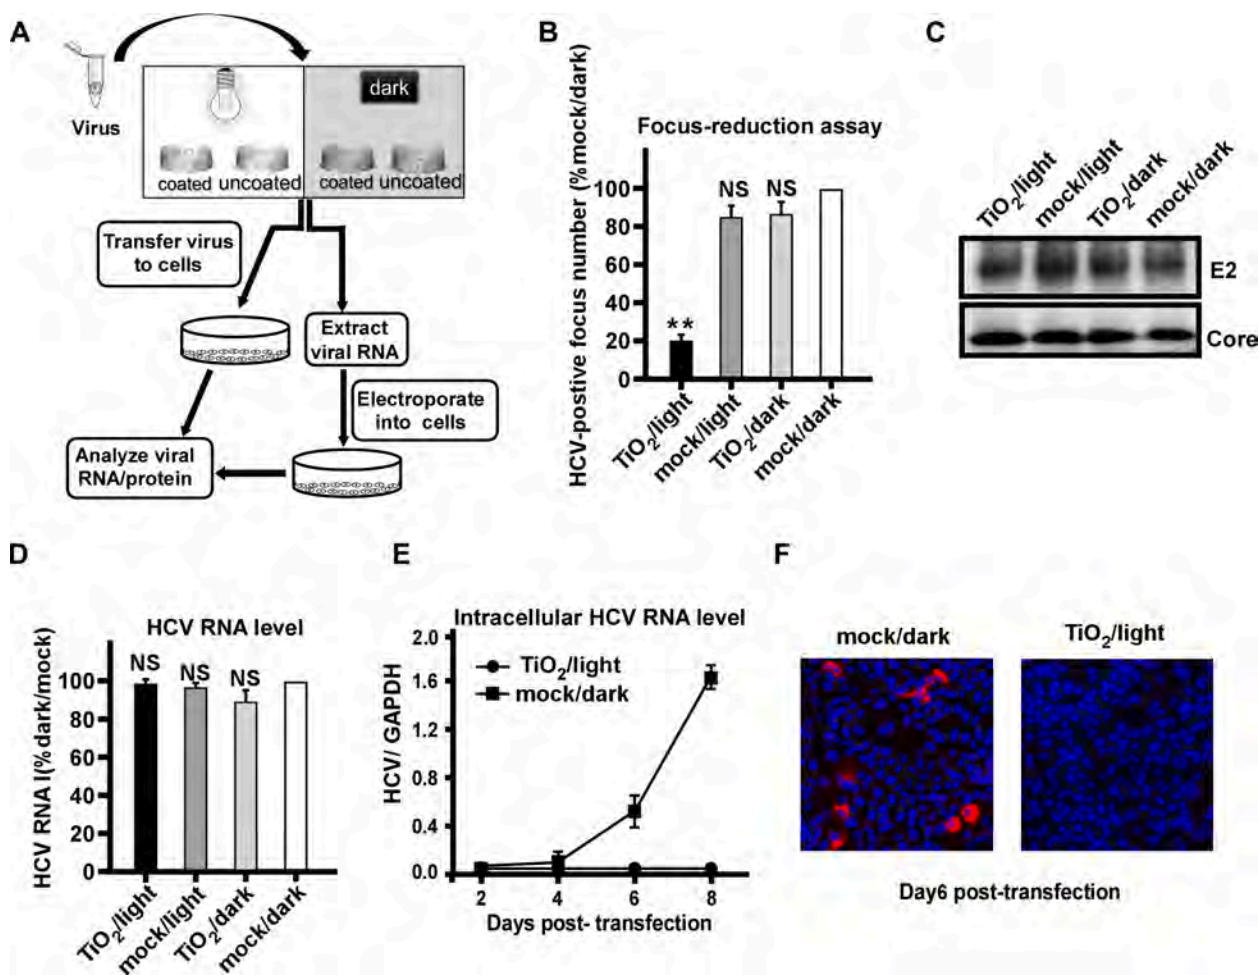 A
Virus
dark
coated uncoated coated uncoated
Transfer virus
to cells
Extract
viral RNA
Electroporate
into cells
Analyze viral
RNA/protein
B
Focus-reduction assay
HCV-postive focus number (%mock/dark)
100
80
60
40
20
0
**
NS
NS
TiO2/light
mock/light
TiO2/dark
mock/dark
C
TiO2/light
mock/light
TiO2/dark
mock/dark
E2
Core
D
HCV RNA level
HCV RNA l(%dark/mock)
100
80
60
40
20
0
NS
NS
NS
TiO2/light
mock/light
TiO2/dark
mock/dark
E
Intracellular HCV RNA level
HCV/ GAPDH
2.0
1.6
1.2
0.8
0.4
0.0
TiO2/light
mock/dark
2 4 6 8
Days post- transfection
F
mock/dark
TiO2/light
Day6 post-transfection